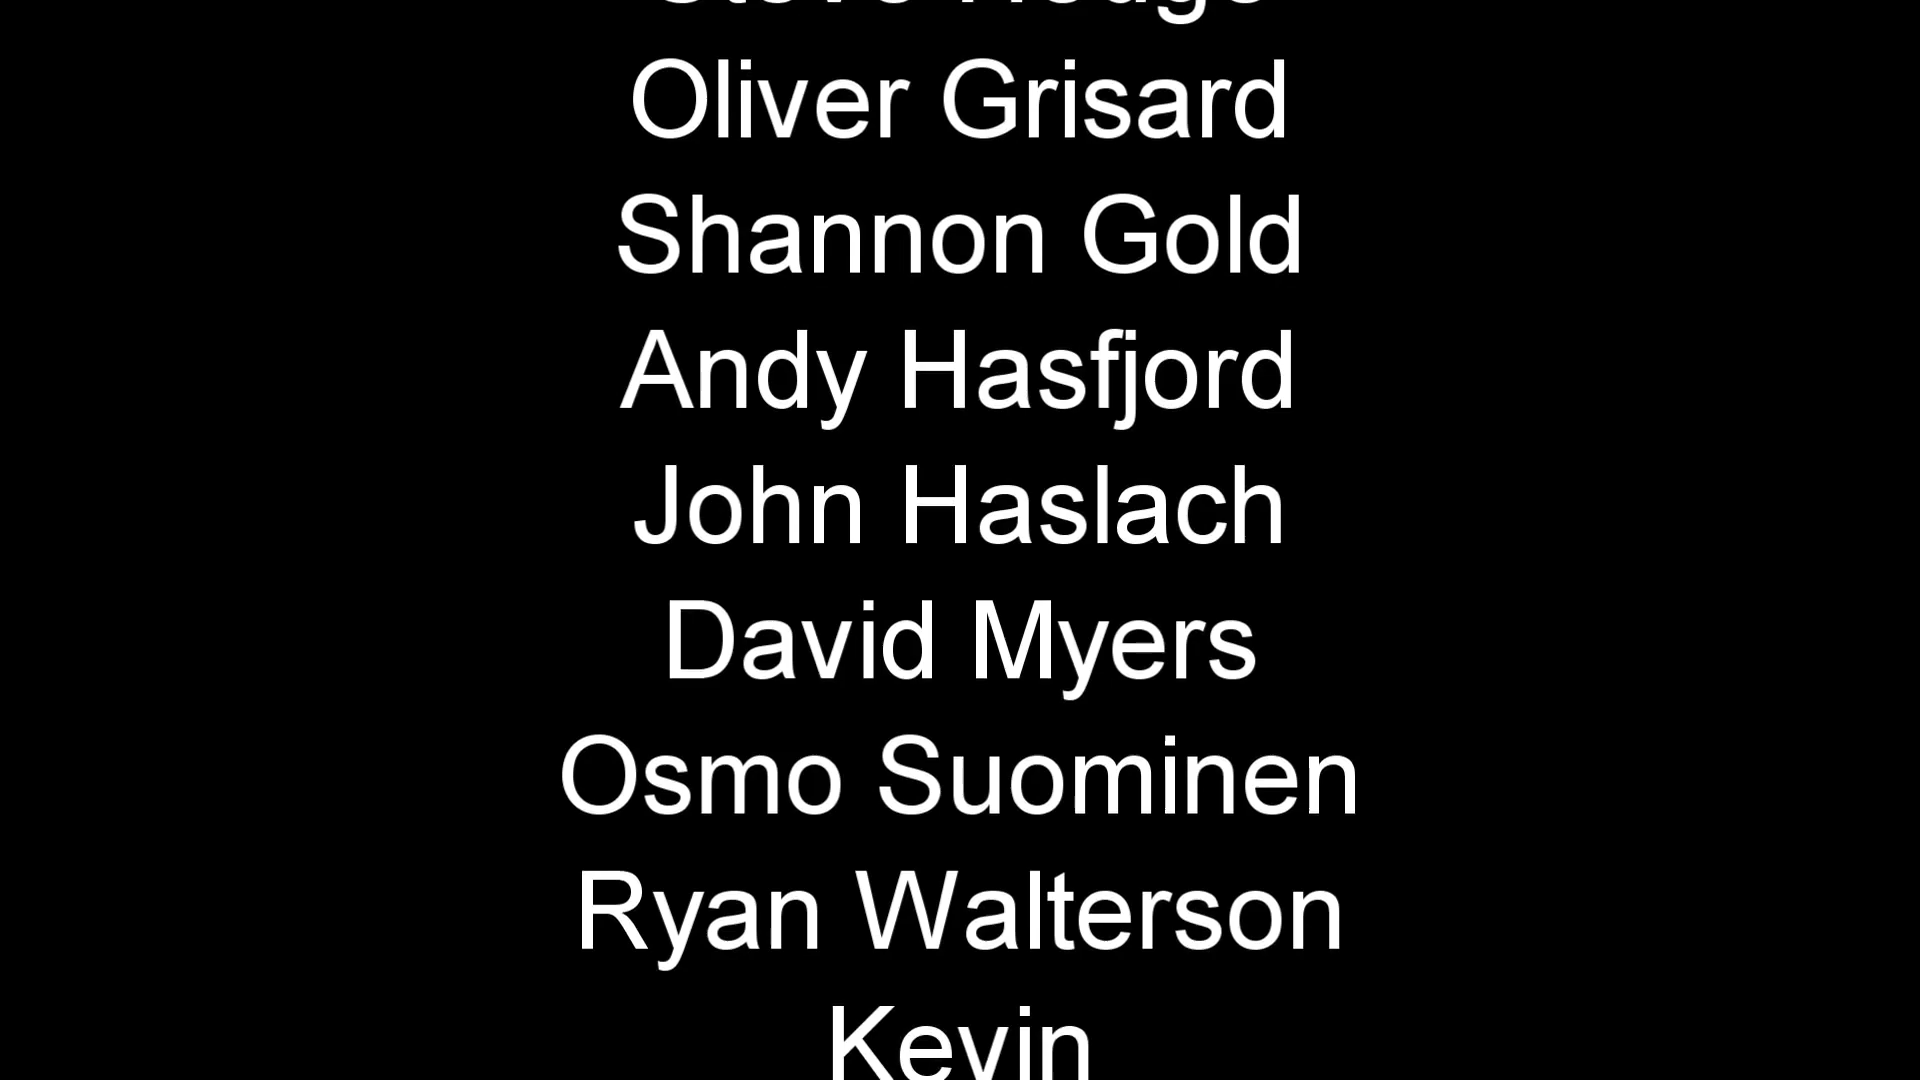 Oliver Grisard
Shannon Gold
Andy Hasfjord
John Haslach
David Myers
Osmo Suominen
Ryan Walterson
Kevin